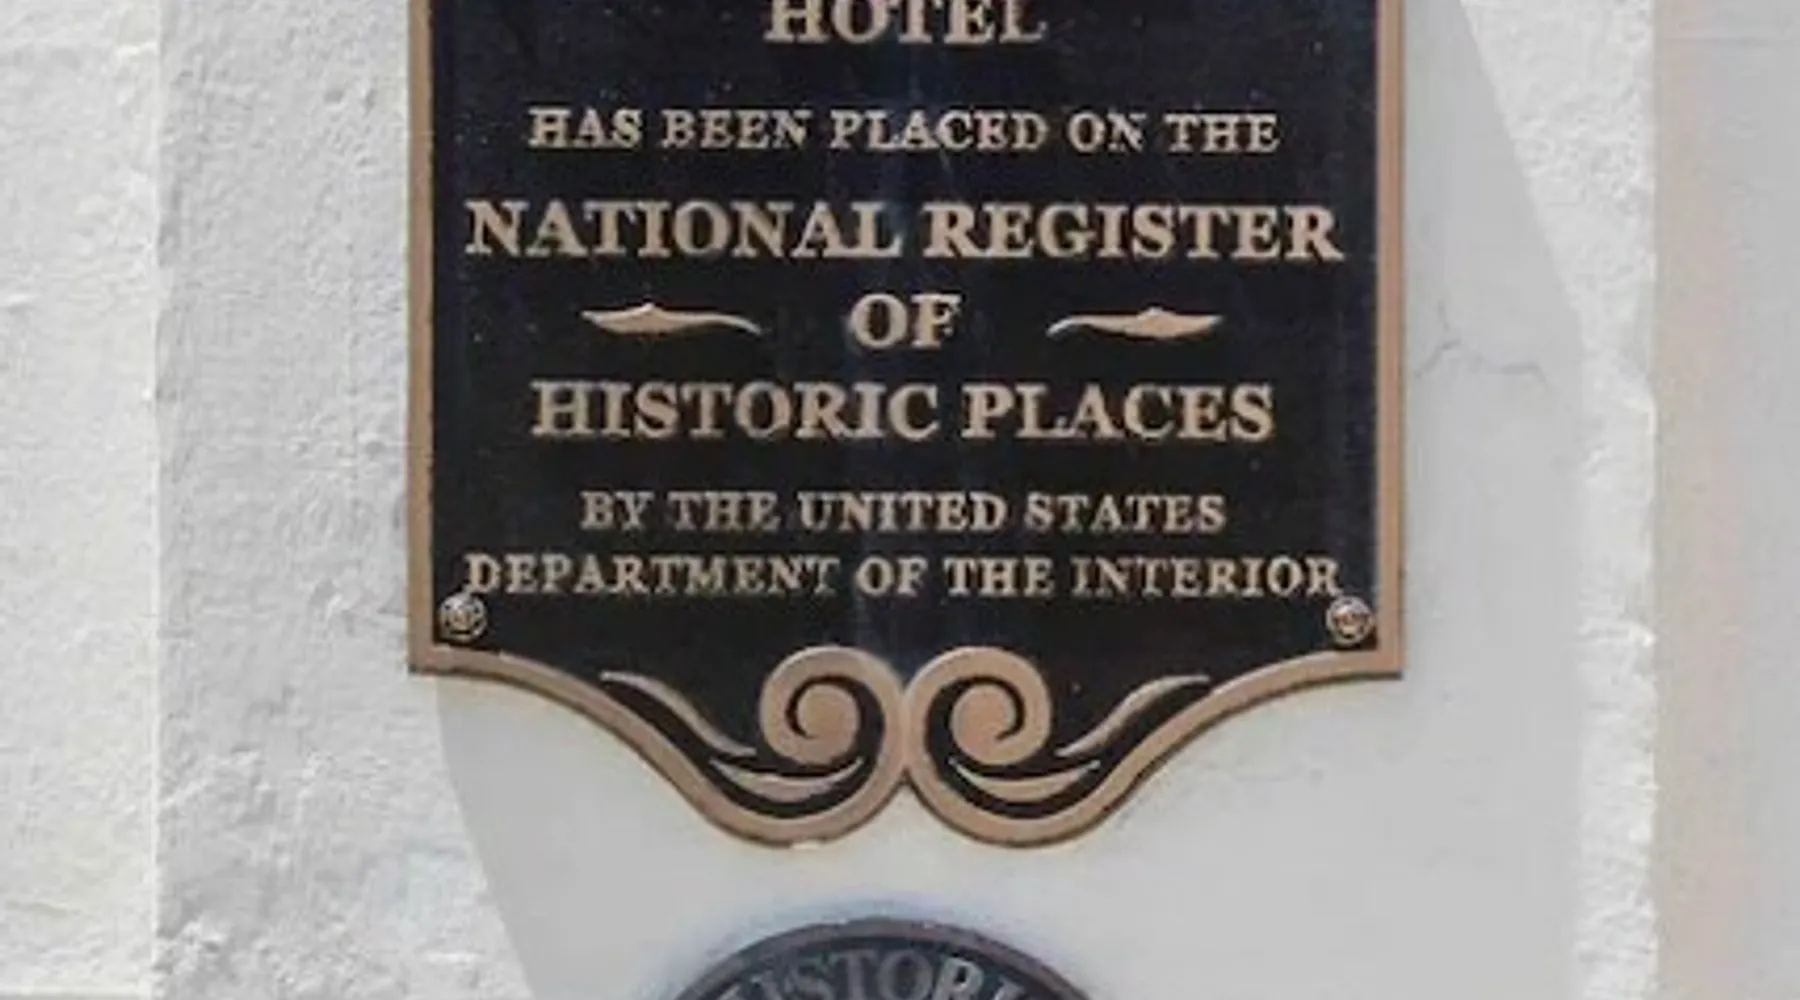 HOTEL
HAS BEEN PLACED ON THE
NATIONAL REGISTER
OF
HISTORIC PLACES
BY THE UNITED STATES
DEPARTMENT OF THE INTERIOR